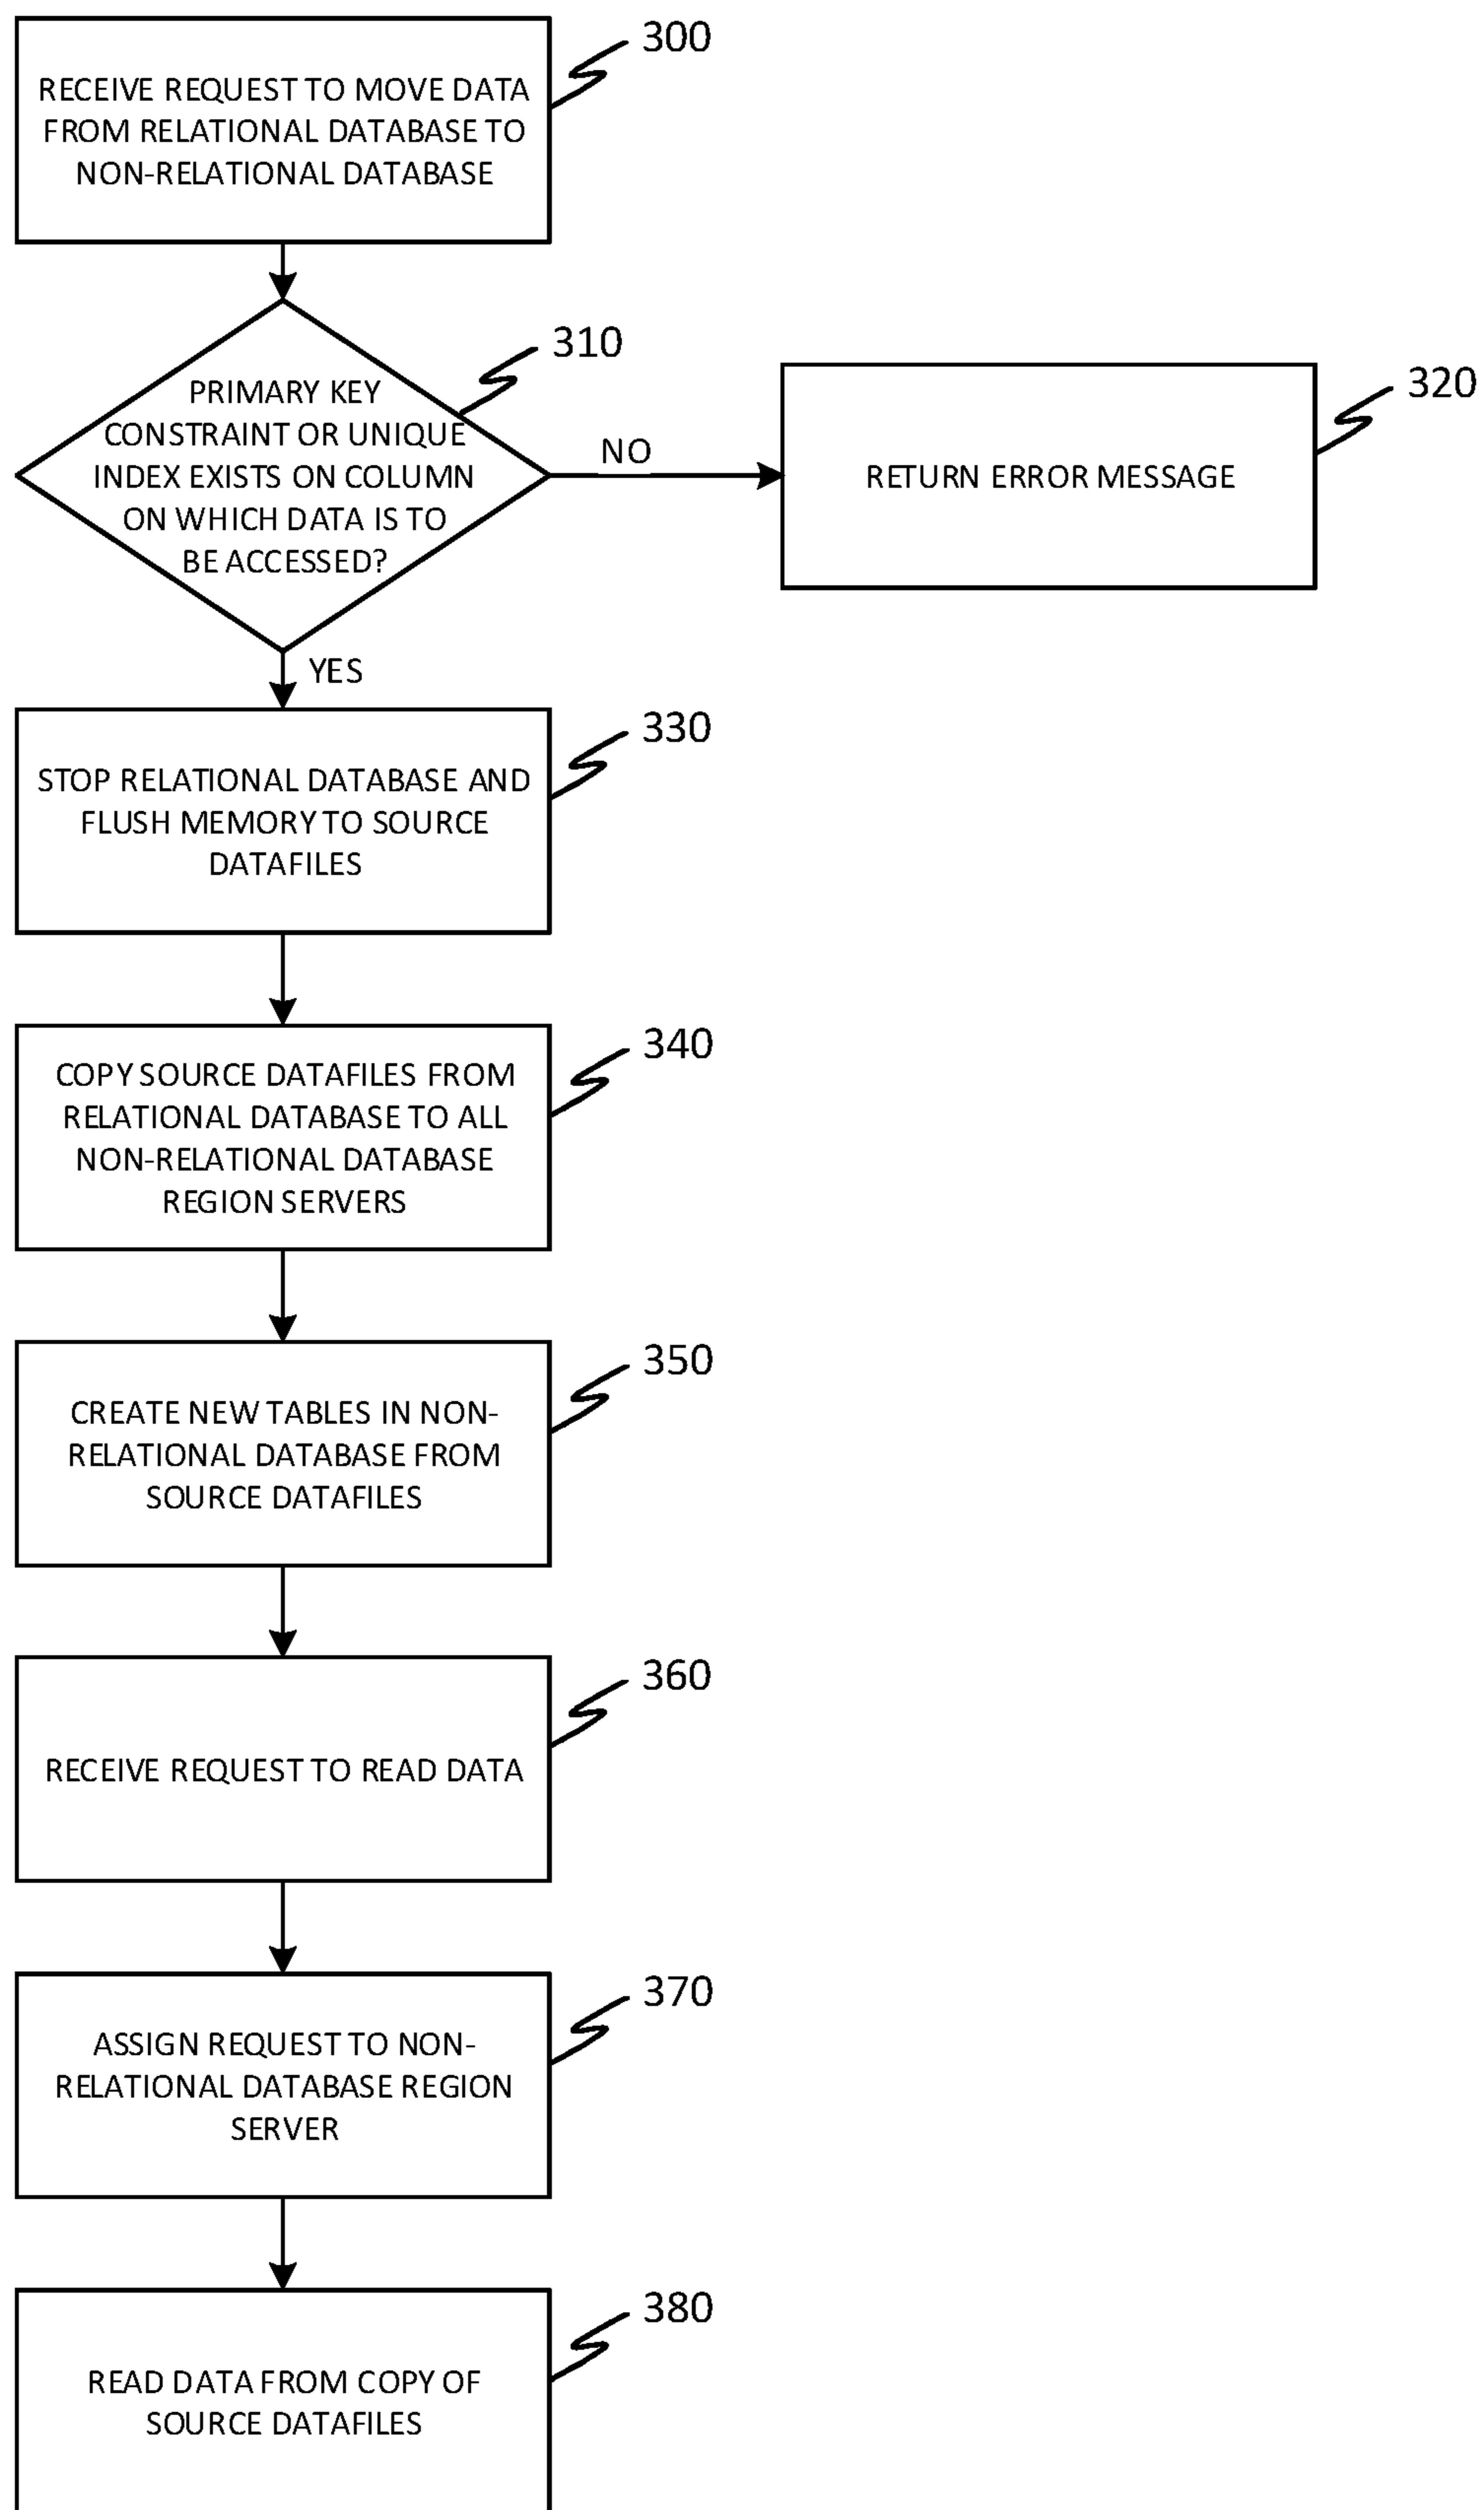 300
RECEIVE REQUEST TO MOVE DATA
FROM RELATIONAL DATABASE TO
NON-RELATIONAL DATABASE
310
PRIMARY KEY
CONSTRAINT OR UNIQUE
INDEX EXISTS ON COLUMN
ON WHICH DATA IS TO
BE ACCESSED?
NO
320
RETURN ERROR MESSAGE
YES
330
STOP RELATIONAL DATABASE AND
FLUSH MEMORY TO SOURCE
DATAFILES
340
COPY SOURCE DATAFILES FROM
RELATIONAL DATABASE TO ALL
NON-RELATIONAL DATABASE
REGION SERVERS
350
CREATE NEW TABLES IN NON-
RELATIONAL DATABASE FROM
SOURCE DATAFILES
360
RECEIVE REQUEST TO READ DATA
370
ASSIGN REQUEST TO NON-
RELATIONAL DATABASE REGION
SERVER
380
READ DATA FROM COPY OF
SOURCE DATAFILES